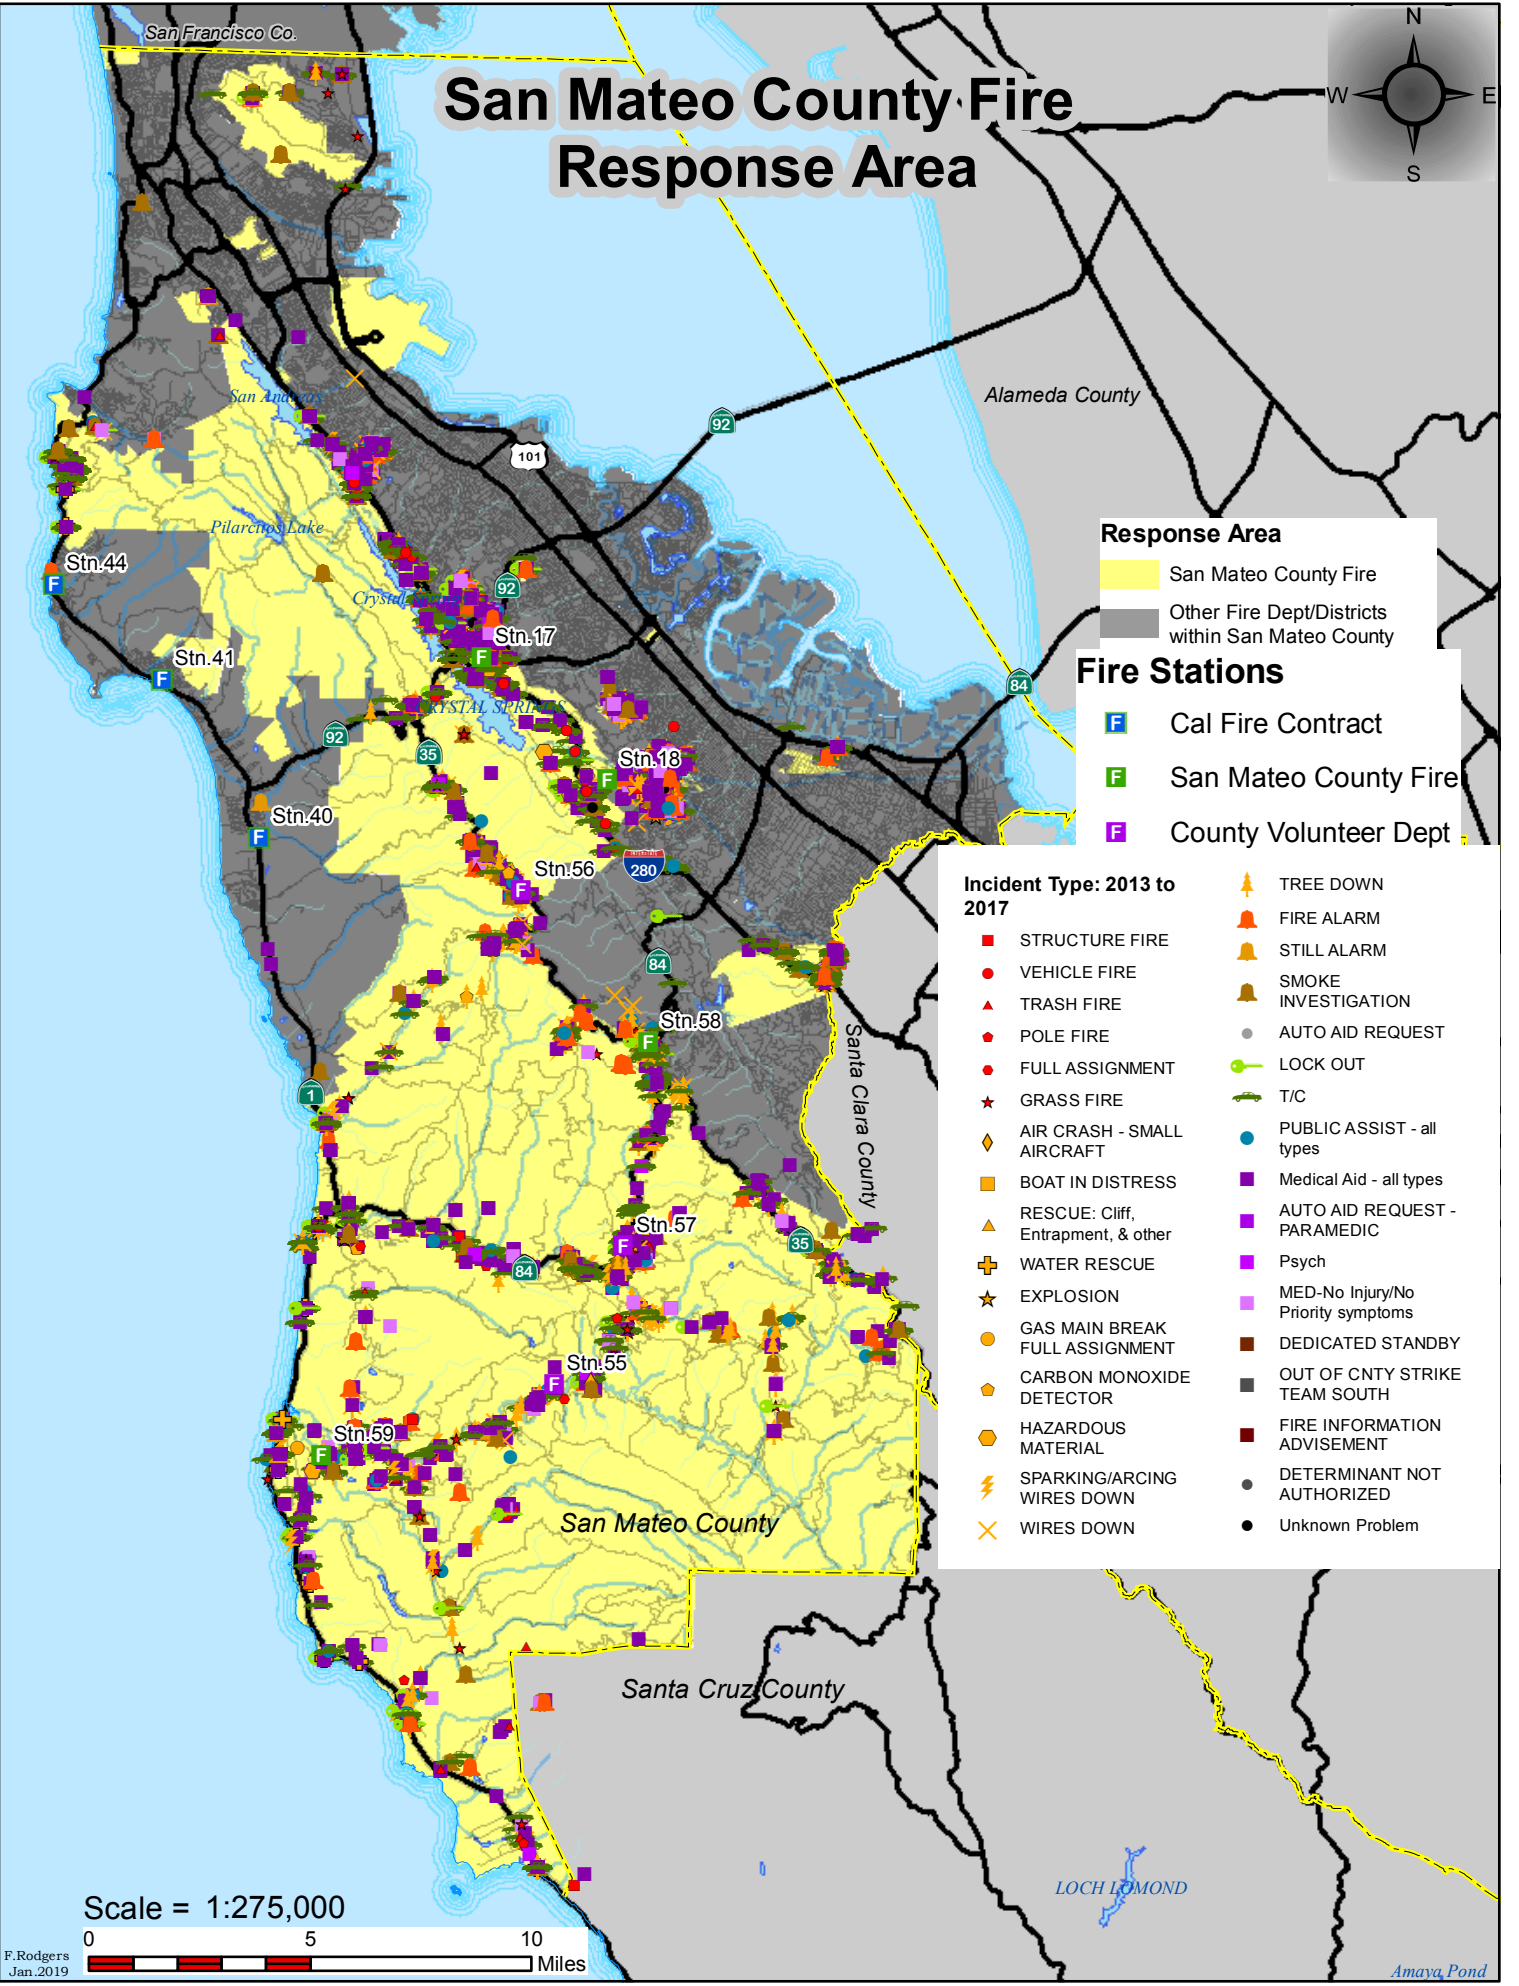 San Francisco Co.
San Mateo County Fire
Response Area
N
W
E
S
Alameda County
San Andreas
92
101
Pilarcitos Lake
Stn.44
Response Area
San Mateo County Fire
Other Fire Dept/Districts
within San Mateo County
92
Stn.17
Stn.41
Fire Stations
F Cal Fire Contract
F San Mateo County Fire
F County Volunteer Dept
84
CRYSTAL SPRINGS
92
35
Stn.18
Stn.40
Stn.56
280
84
Stn.58
Santa Clara County
1
Stn.57
35
84
Stn.55
Stn.59
San Mateo County
Incident Type: 2013 to
2017
STRUCTURE FIRE
VEHICLE FIRE
TRASH FIRE
POLE FIRE
FULL ASSIGNMENT
GRASS FIRE
AIR CRASH - SMALL
AIRCRAFT
BOAT IN DISTRESS
RESCUE: Cliff,
Entrapment, & other
WATER RESCUE
EXPLOSION
GAS MAIN BREAK
FULL ASSIGNMENT
CARBON MONOXIDE
DETECTOR
HAZARDOUS
MATERIAL
SPARKING/ARCING
WIRES DOWN
WIRES DOWN
TREE DOWN
FIRE ALARM
STILL ALARM
SMOKE
INVESTIGATION
AUTO AID REQUEST
LOCK OUT
T/C
PUBLIC ASSIST - all
types
Medical Aid - all types
AUTO AID REQUEST -
PARAMEDIC
Psych
MED-No Injury/No
Priority symptoms
DEDICATED STANDBY
OUT OF CNTY STRIKE
TEAM SOUTH
FIRE INFORMATION
ADVISEMENT
DETERMINANT NOT
AUTHORIZED
Unknown Problem
Santa Cruz County
LOCH LOMOND
Scale = 1:275,000
0 5 10
Miles
F.Rodgers
Jan.2019
Amaya Pond